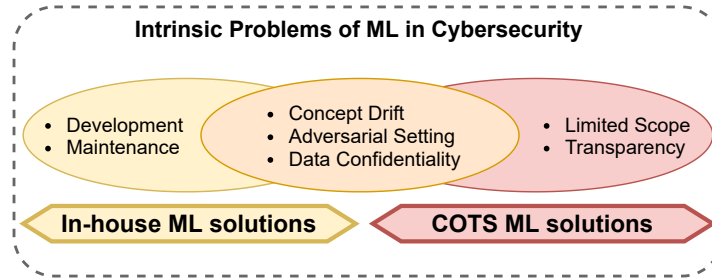 Intrinsic Problems of ML in Cybersecurity
• Development
• Maintenance
• Concept Drift
• Adversarial Setting
• Data Confidentiality
• Limited Scope
• Transparency
In-house ML solutions
COTS ML solutions